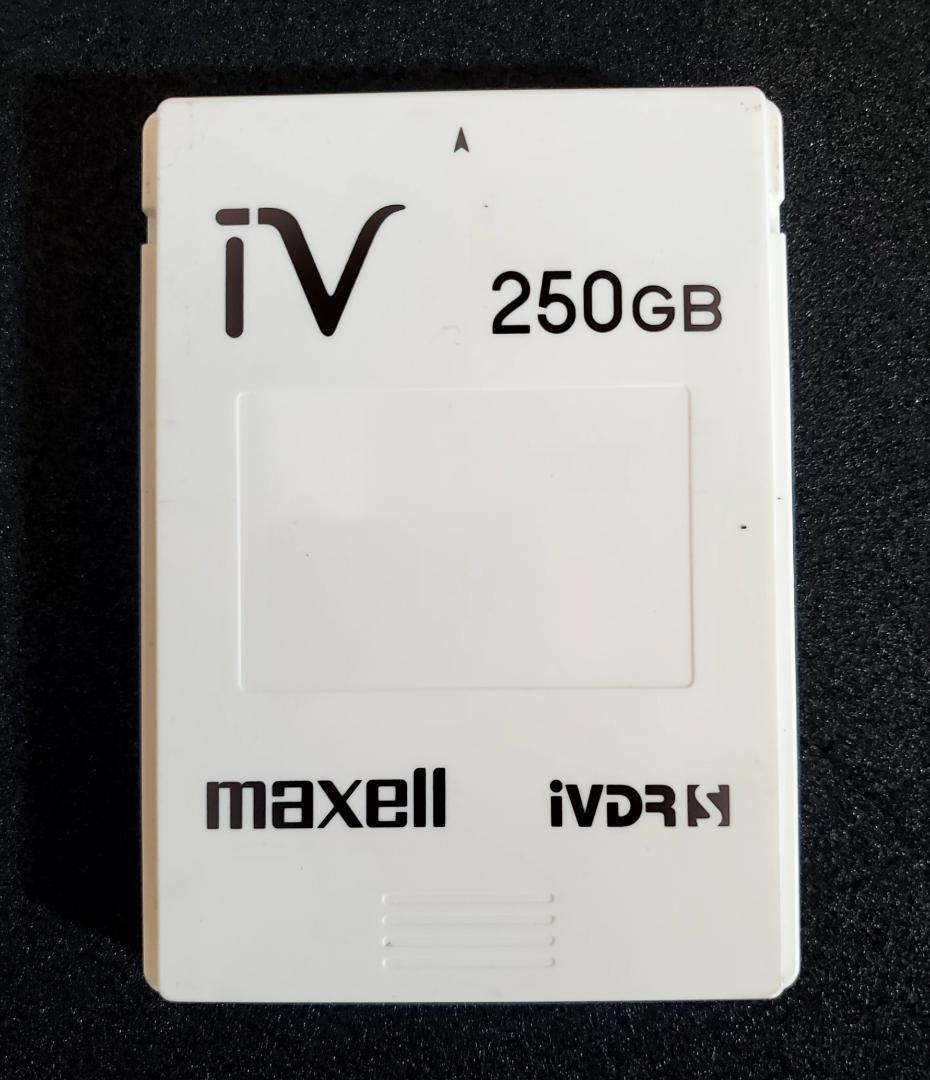 iV
250GB
maxell
iVDR S